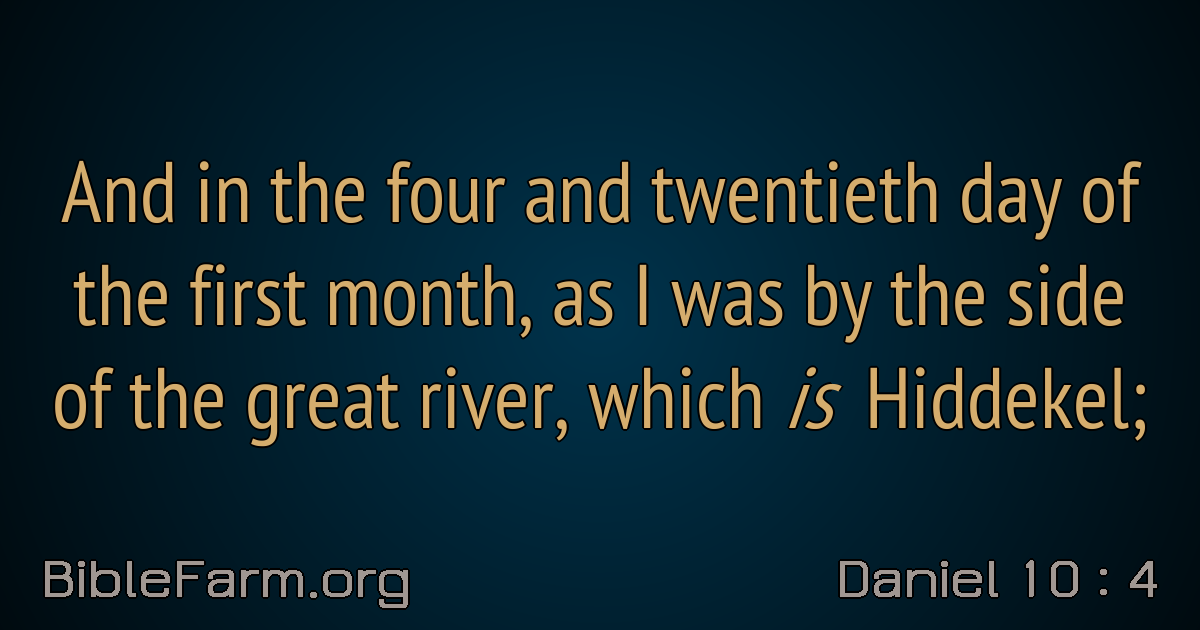 And in the four and twentieth day of
the first month, as I was by the side
of the great river, which is Hiddekel;
BibleFarm.org
Daniel 10 : 4